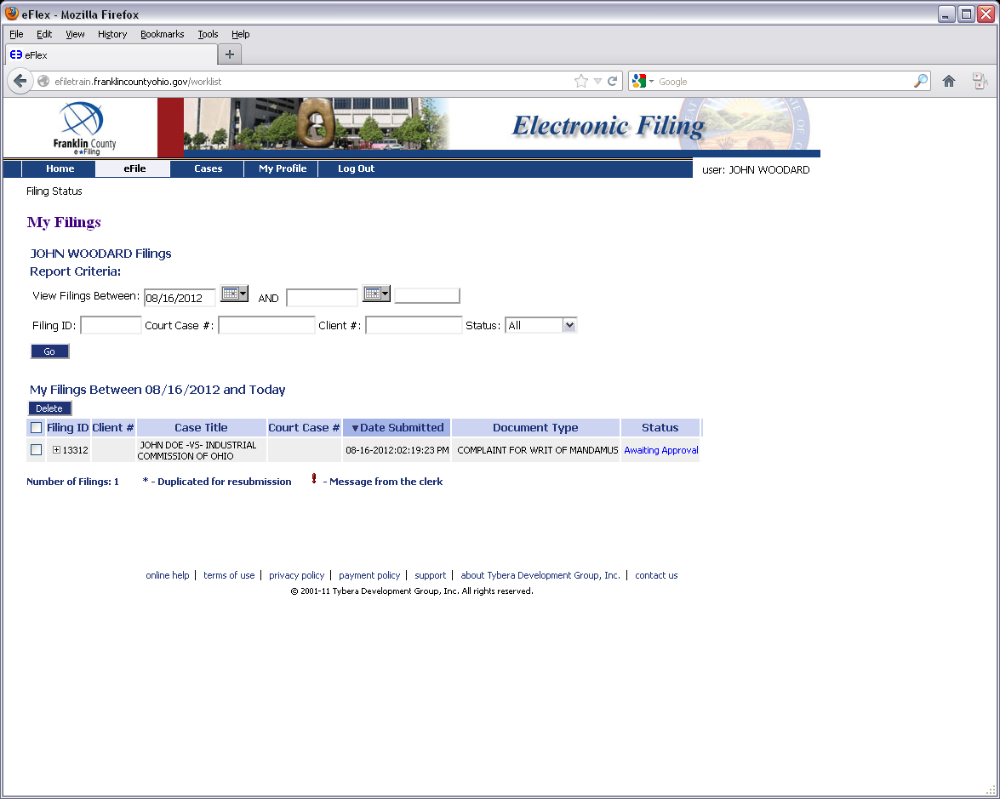 eFlex - Mozilla Firefox
File Edit View History Bookmarks Tools Help
eFlex
efiletrain.franklincountyohio.gov/worklist
Google
Franklin County
e★Filing
Electronic Filing
Home eFile Cases My Profile Log Out
user: JOHN WOODARD
Filing Status
My Filings
JOHN WOODARD Filings
Report Criteria:
View Filings Between: 08/16/2012 AND
Filing ID: Court Case #: Client #: Status: All
Go
My Filings Between 08/16/2012 and Today
Delete
Filing ID Client # Case Title Court Case # ▼Date Submitted Document Type Status
13312 JOHN DOE -VS- INDUSTRIAL COMMISSION OF OHIO 08-16-2012:02:19:23 PM COMPLAINT FOR WRIT OF MANDAMUS Awaiting Approval
Number of Filings: 1 * - Duplicated for resubmission ! - Message from the clerk
online help | terms of use | privacy policy | payment policy | support | about Tybera Development Group, Inc. | contact us
© 2001-11 Tybera Development Group, Inc. All rights reserved.